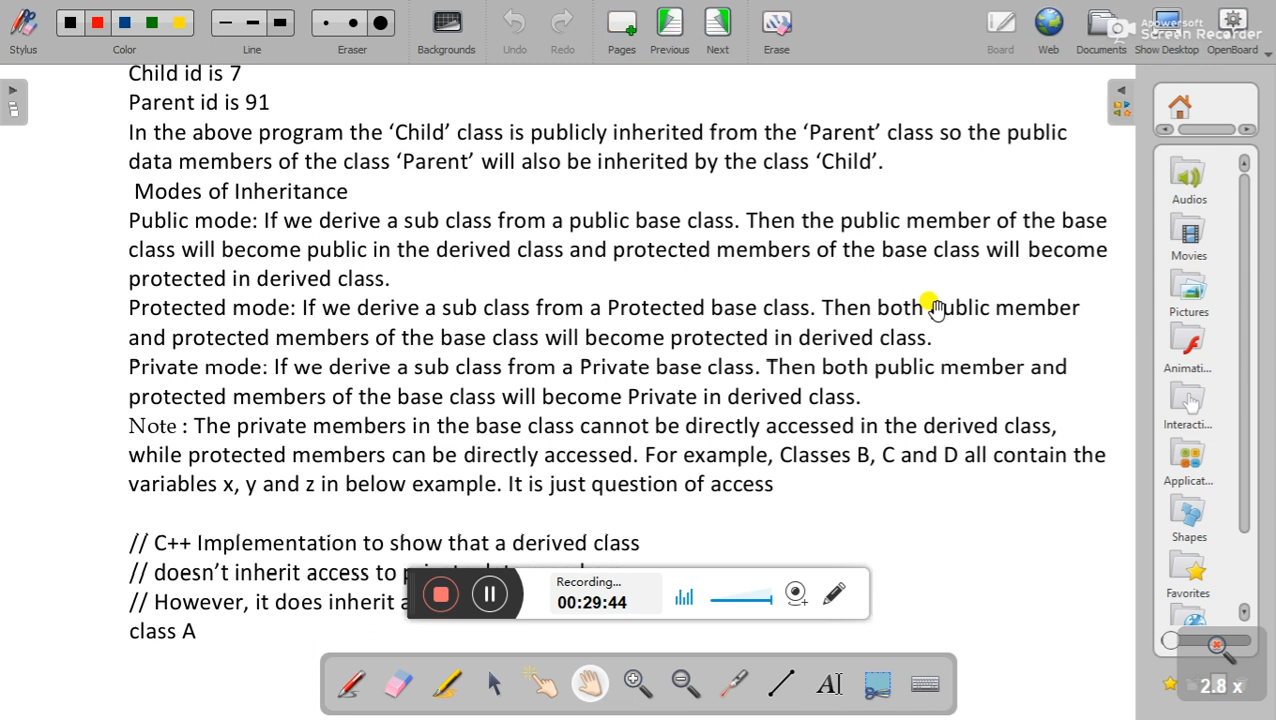 Stylus
Color
Line
Eraser
Backgrounds
Undo
Redo
Pages
Previous
Next
Erase
Board
Web
Documents
Show Desktop
OpenBoard
Apowersoft
Screen Recorder
Child id is 7
Parent id is 91
In the above program the ‘Child’ class is publicly inherited from the ‘Parent’ class so the public
data members of the class ‘Parent’ will also be inherited by the class ‘Child’.
Modes of Inheritance
Public mode: If we derive a sub class from a public base class. Then the public member of the base
class will become public in the derived class and protected members of the base class will become
protected in derived class.
Protected mode: If we derive a sub class from a Protected base class. Then both public member
and protected members of the base class will become protected in derived class.
Private mode: If we derive a sub class from a Private base class. Then both public member and
protected members of the base class will become Private in derived class.
Note : The private members in the base class cannot be directly accessed in the derived class,
while protected members can be directly accessed. For example, Classes B, C and D all contain the
variables x, y and z in below example. It is just question of access
// C++ Implementation to show that a derived class
// doesn’t inherit access to
// However, it does inherit
class A
Recording...
00:29:44
Audios
Movies
Pictures
Animati...
Interacti...
Applicat...
Shapes
Favorites
2.8 x